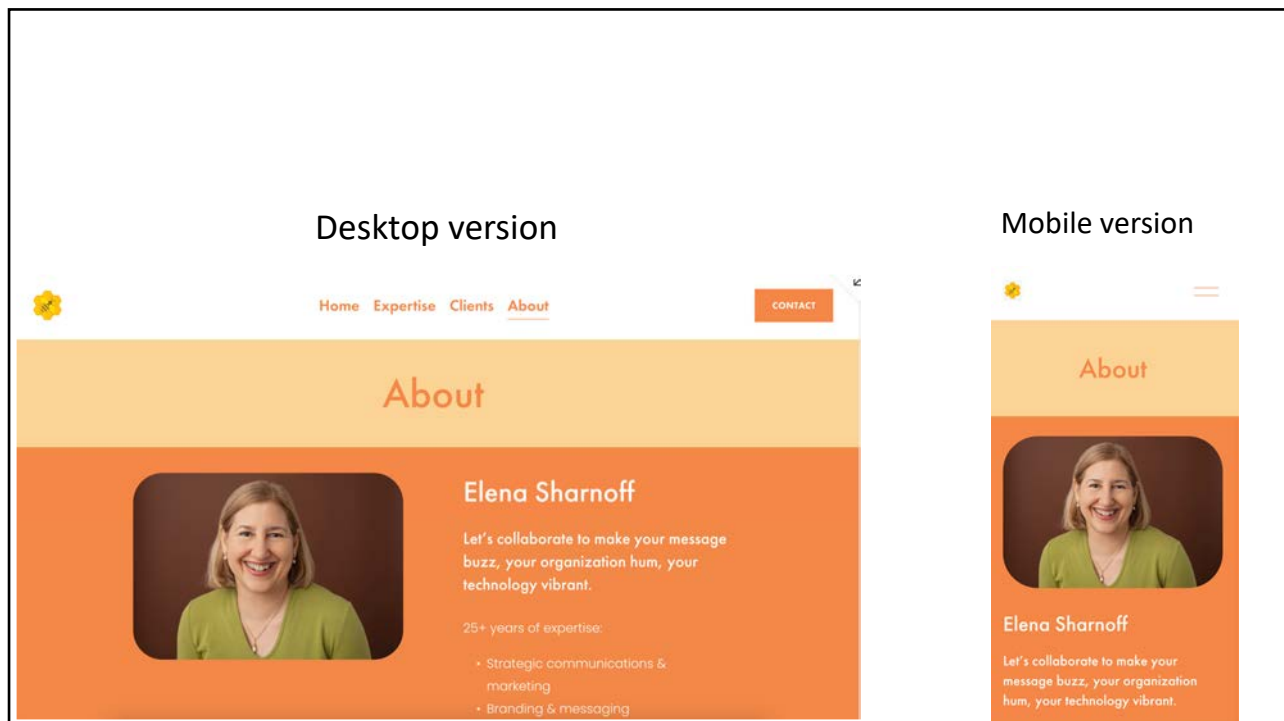 Desktop version
Home Expertise Clients About
CONTACT
About
Elena Sharnoff
Let's collaborate to make your message
buzz, your organization hum, your
technology vibrant.
25+ years of expertise:
• Strategic communications &
marketing
• Branding & messaging
Mobile version
About
Elena Sharnoff
Let's collaborate to make your
message buzz, your organization
hum, your technology vibrant.